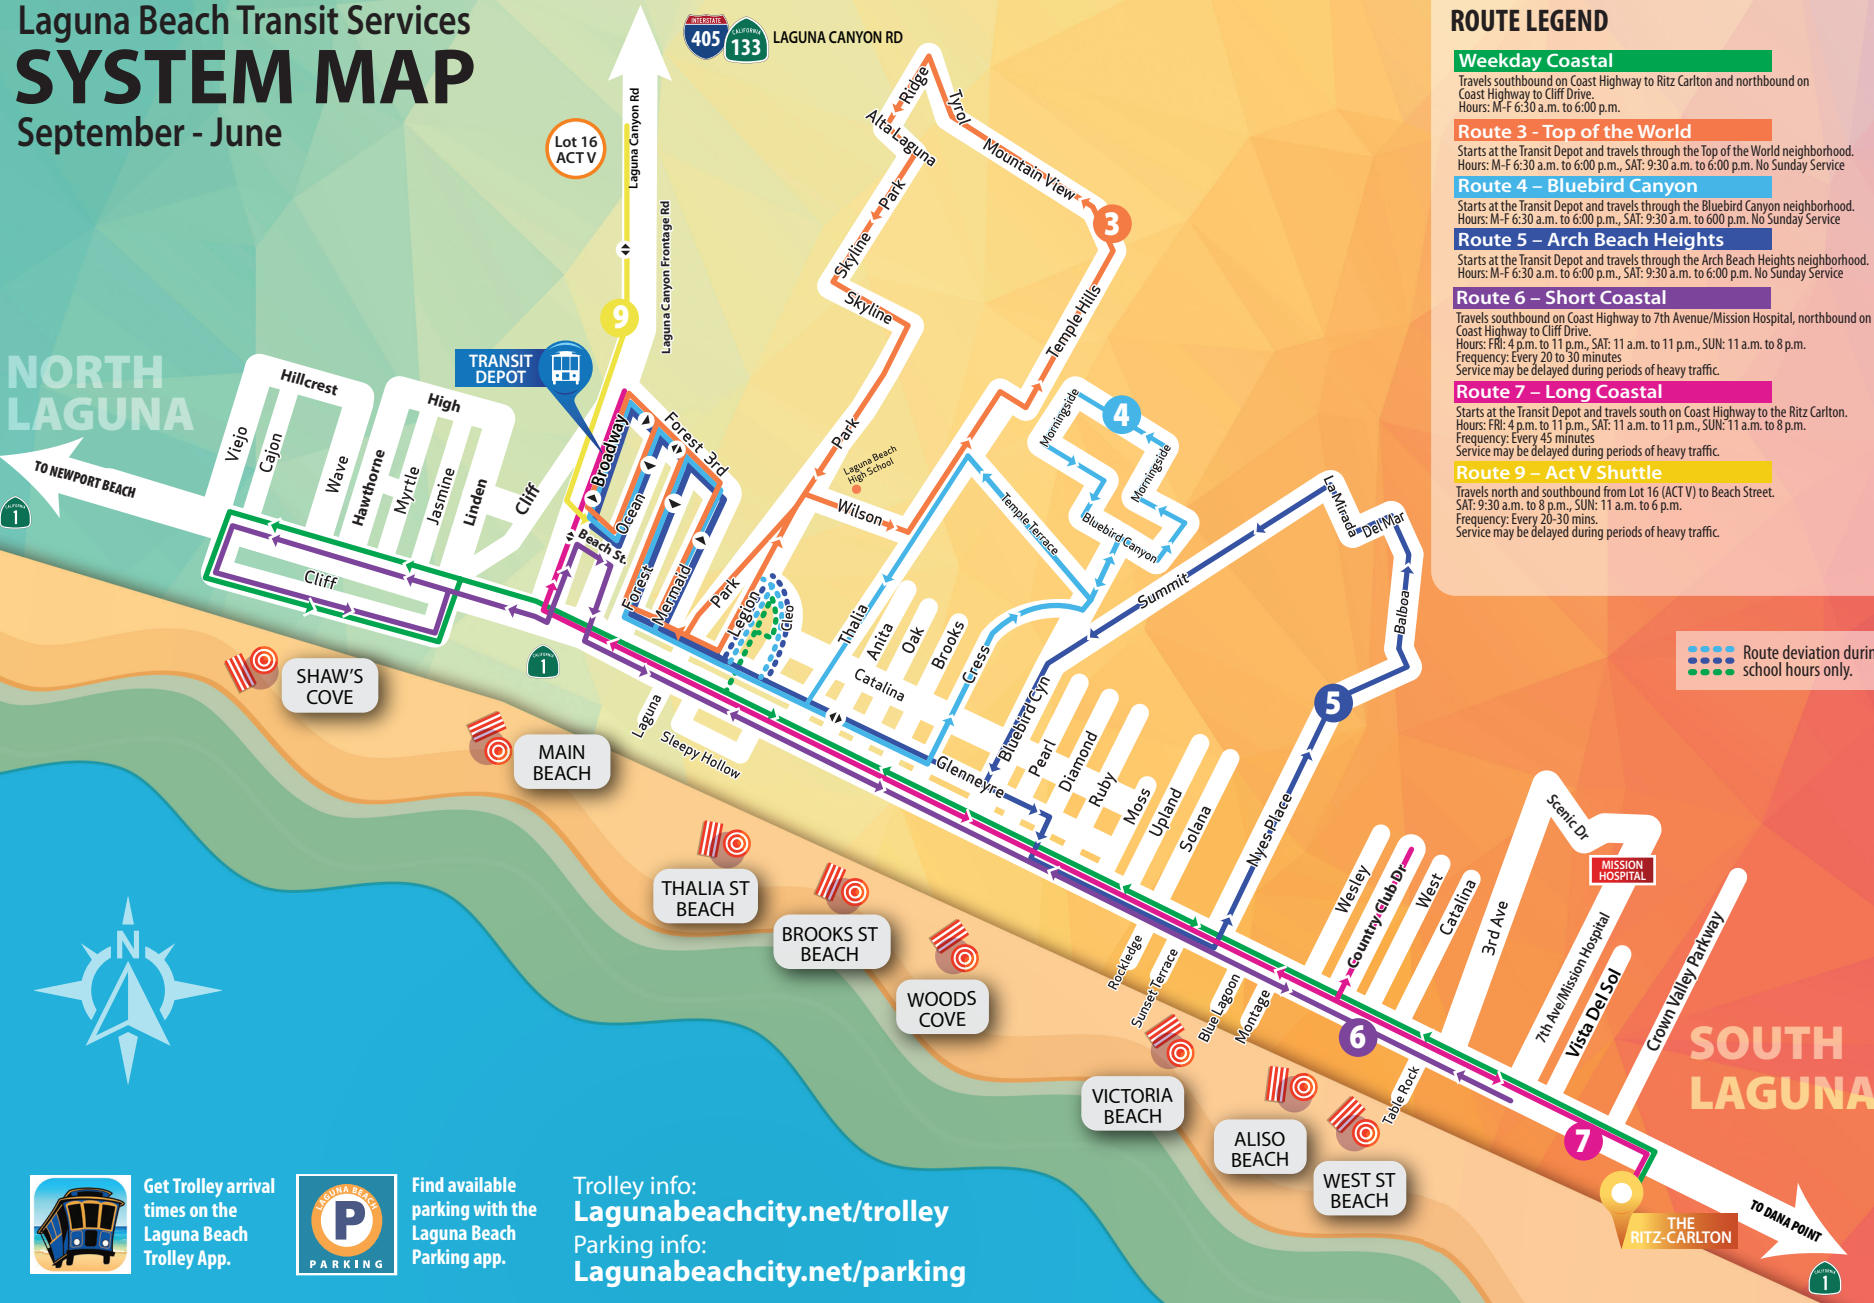 Laguna Beach Transit Services
SYSTEM MAP
September - June
INTERSTATE
405
CALIFORNIA
133
LAGUNA CANYON RD
ROUTE LEGEND
Weekday Coastal
Travels southbound on Coast Highway to Ritz Carlton and northbound on
Coast Highway to Cliff Drive.
Hours: M-F 6:30 a.m. to 6:00 p.m.
Route 3 - Top of the World
Starts at the Transit Depot and travels through the Top of the World neighborhood.
Hours: M-F 6:30 a.m. to 6:00 p.m., SAT: 9:30 a.m. to 6:00 p.m. No Sunday Service
Route 4 – Bluebird Canyon
Starts at the Transit Depot and travels through the Bluebird Canyon neighborhood.
Hours: M-F 6:30 a.m. to 6:00 p.m., SAT: 9:30 a.m. to 600 p.m. No Sunday Service
Route 5 – Arch Beach Heights
Starts at the Transit Depot and travels through the Arch Beach Heights neighborhood.
Hours: M-F 6:30 a.m. to 6:00 p.m., SAT: 9:30 a.m. to 6:00 p.m. No Sunday Service
Route 6 – Short Coastal
Travels southbound on Coast Highway to 7th Avenue/Mission Hospital, northbound on
Coast Highway to Cliff Drive.
Hours: FRI: 4 p.m. to 11 p.m., SAT: 11 a.m. to 11 p.m., SUN: 11 a.m. to 8 p.m.
Frequency: Every 20 to 30 minutes
Service may be delayed during periods of heavy traffic.
Route 7 – Long Coastal
Starts at the Transit Depot and travels south on Coast Highway to the Ritz Carlton.
Hours: FRI: 4 p.m. to 11 p.m., SAT: 11 a.m. to 11 p.m., SUN: 11 a.m. to 8 p.m.
Frequency: Every 45 minutes
Service may be delayed during periods of heavy traffic.
Route 9 – Act V Shuttle
Travels north and southbound from Lot 16 (ACT V) to Beach Street.
SAT: 9:30 a.m. to 8 p.m., SUN: 11 a.m. to 6 p.m.
Frequency: Every 20-30 mins.
Service may be delayed during periods of heavy traffic.
Route deviation durin
school hours only.
Lot 16
ACT V
Laguna Canyon Rd
Laguna Canyon Frontage Rd
9
TRANSIT
DEPOT
Ridge
Tyrol
Alta Laguna
Mountain View
Park
Skyline
Skyline
3
Temple Hills
Park
Laguna Beach
High School
Wilson
Morningside
4
Morningside
Temple Terrace
Bluebird Canyon
NORTH
LAGUNA
TO NEWPORT BEACH
CALIFORNIA
1
Hillcrest
High
Viejo
Cajon
Wave
Hawthorne
Myrtle
Jasmine
Linden
Cliff
Cliff
Broadway
Forest
3rd
Ocean
Beach St.
Forest
Mermaid
Park
Legion
Cleo
Thalia
Anita
Oak
Brooks
Catalina
Cress
Summit
La Mirada
Del Mar
Balboa
5
Bluebird Cyn
Pearl
Diamond
Ruby
Moss
Upland
Solana
Nyes Place
Glenneyre
Laguna
Sleepy Hollow
CALIFORNIA
1
Wesley
Country Club Dr
West
Catalina
3rd Ave
Scenic Dr
MISSION
HOSPITAL
7th Ave/Mission Hospital
Vista Del Sol
Crown Valley Parkway
Rockledge
Sunset Terrace
Blue Lagoon
Montage
6
Table Rock
7
SOUTH
LAGUNA
THE
RITZ-CARLTON
TO DANA POINT
CALIFORNIA
1
SHAW'S
COVE
MAIN
BEACH
THALIA ST
BEACH
BROOKS ST
BEACH
WOODS
COVE
VICTORIA
BEACH
ALISO
BEACH
WEST ST
BEACH
N
Get Trolley arrival
times on the
Laguna Beach
Trolley App.
LAGUNA BEACH
P
PARKING
Find available
parking with the
Laguna Beach
Parking app.
Trolley info:
Lagunabeachcity.net/trolley
Parking info:
Lagunabeachcity.net/parking